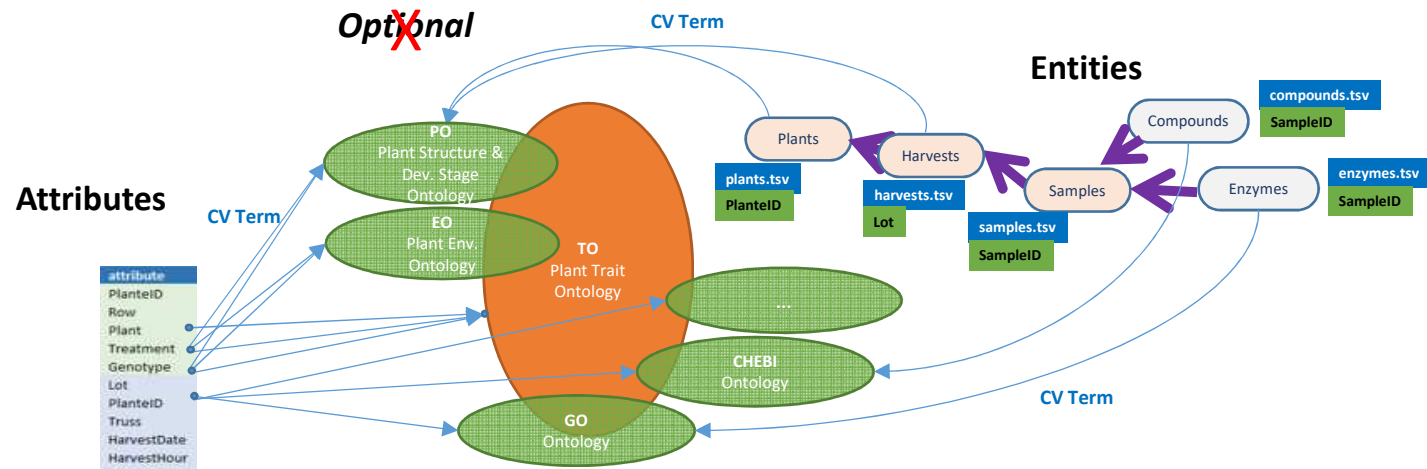 Optional
CV Term
Entities
compounds.tsv
SampleID
Compounds
PO
Plant Structure &
Dev. Stage
Ontology
Plants
Harvests
enzymes.tsv
SampleID
Enzymes
Samples
plants.tsv
PlanteID
harvests.tsv
Lot
samples.tsv
SampleID
Attributes
CV Term
EO
Plant Env.
Ontology
TO
Plant Trait
Ontology
attribute
PlanteID
Row
Plant
Treatment
Genotype
Lot
PlanteID
Truss
HarvestDate
HarvestHour
...
CHEBI
Ontology
CV Term
GO
Ontology